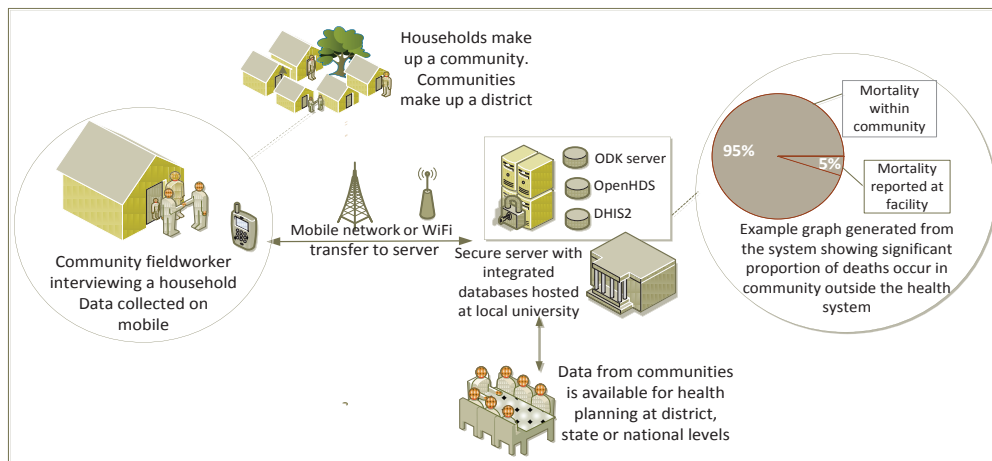 Households make
up a community.
Communities
make up a district
Community fieldworker
interviewing a household
Data collected on
mobile
Mobile network or WiFi
transfer to server
ODK server
OpenHDS
DHIS2
Secure server with
integrated
databases hosted
at local university
Data from communities
is available for health
planning at district,
state or national levels
95%
5%
Mortality
within
community
Mortality
reported at
facility
Example graph generated from
the system showing significant
proportion of deaths occur in
community outside the health
system